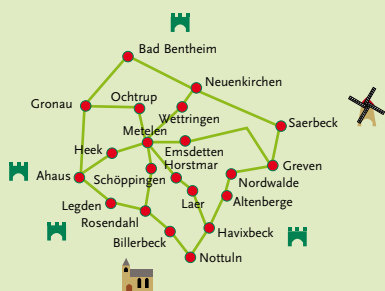 Bad Bentheim
Neuenkirchen
Gronau
Ochtrup
Wettringen
Saerbeck
Metelen
Heek
Emsdetten
Horstmar
Greven
Ahaus
Schöppingen
Nordwalde
Legden
Laer
Altenberge
Rosendahl
Havixbeck
Billerbeck
Nottuln